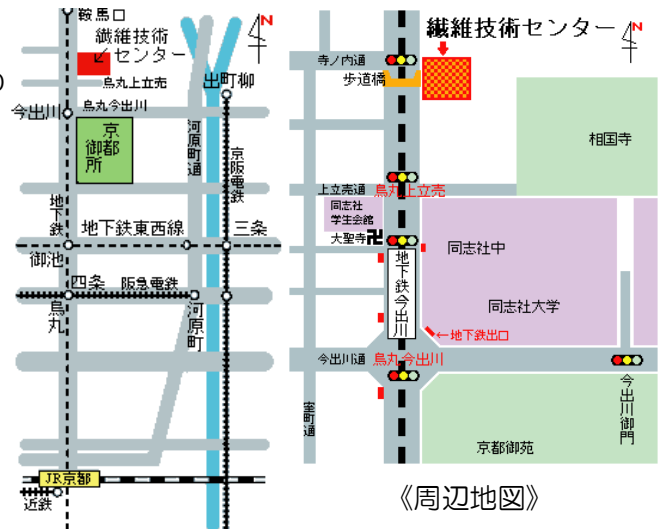 鞍馬口
繊維技術
センター
烏丸上立売
出町柳
今出川
烏丸今出川
京都
御所
河原町通
京阪電鉄
地下鉄
地下鉄東西線
三条
御池
四条
阪急電鉄
烏丸
河原町
JR京都
近鉄
N
繊維技術センター
N
寺ノ内通
歩道橋
相国寺
上立売通
烏丸上立売
同志社
学生会館
大聖寺
同志社中
地下鉄今出川
同志社大学
←地下鉄出口
今出川通
烏丸今出川
室町通
今出川御門
京都御苑
《周辺地図》